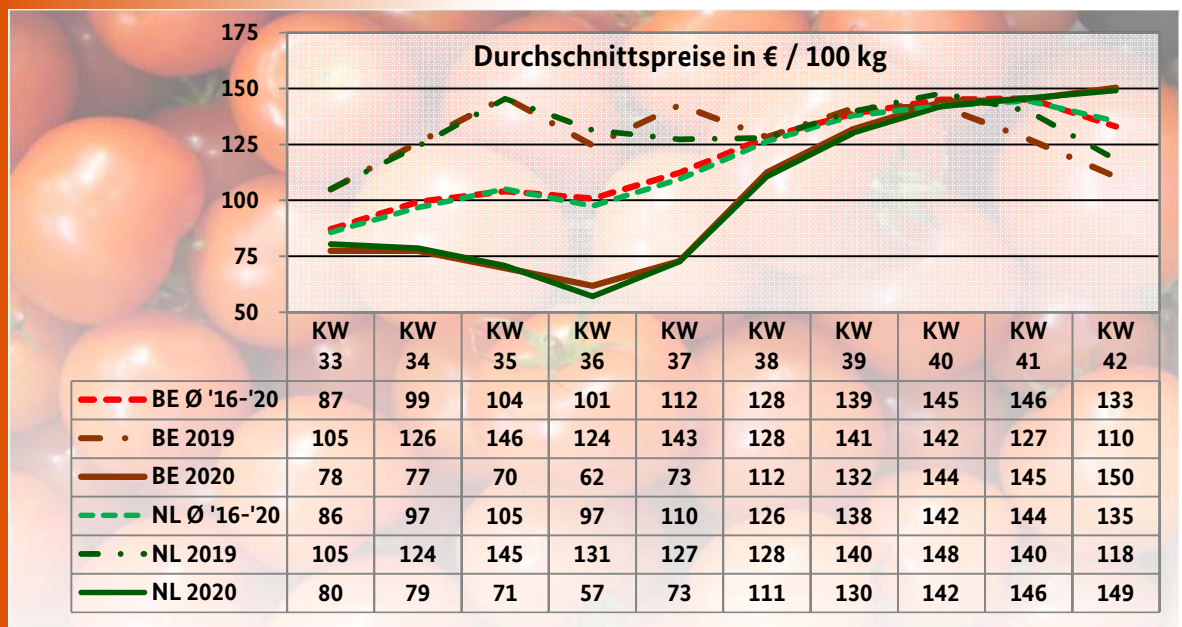 Durchschnittspreise in € / 100 kg
175
150
125
100
75
50
KW 33 KW 34 KW 35 KW 36 KW 37 KW 38 KW 39 KW 40 KW 41 KW 42
BE Ø '16-'20 87 99 104 101 112 128 139 145 146 133
BE 2019 105 126 146 124 143 128 141 142 127 110
BE 2020 78 77 70 62 73 112 132 144 145 150
NL Ø '16-'20 86 97 105 97 110 126 138 142 144 135
NL 2019 105 124 145 131 127 128 140 148 140 118
NL 2020 80 79 71 57 73 111 130 142 146 149